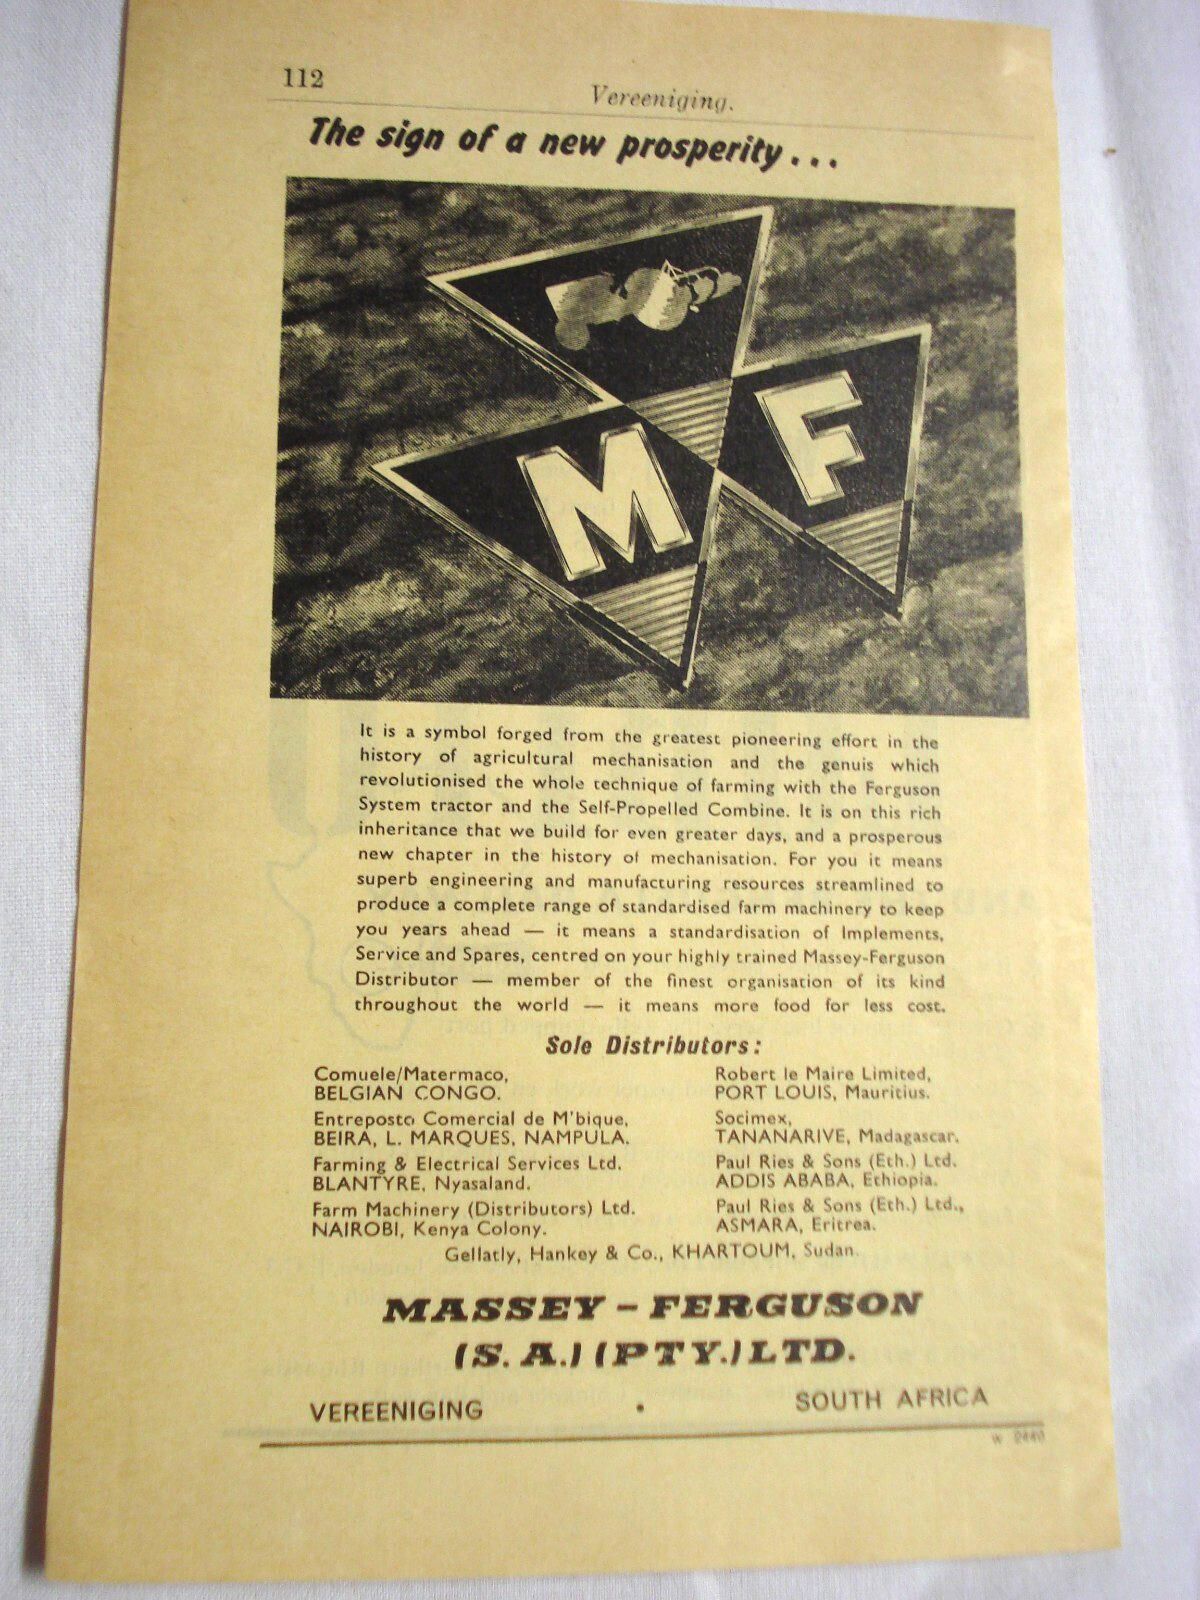 112
Vereeniging.
The sign of a new prosperity...
M F
It is a symbol forged from the greatest pioneering effort in the
history of agricultural mechanisation and the genuis which
revolutionised the whole technique of farming with the Ferguson
System tractor and the Self-Propelled Combine. It is on this rich
inheritance that we build for even greater days, and a prosperous
new chapter in the history of mechanisation. For you it means
superb engineering and manufacturing resources streamlined to
produce a complete range of standardised farm machinery to keep
you years ahead — it means a standardisation of Implements,
Service and Spares, centred on your highly trained Massey-Ferguson
Distributor — member of the finest organisation of its kind
throughout the world — it means more food for less cost.
Sole Distributors:
Comuele/Matermaco,
BELGIAN CONGO.
Entreposto Comercial de M'bique,
BEIRA, L. MARQUES, NAMPULA.
Farming & Electrical Services Ltd.
BLANTYRE, Nyasaland.
Farm Machinery (Distributors) Ltd.
NAIROBI, Kenya Colony.
Robert le Maire Limited,
PORT LOUIS, Mauritius.
Socimex,
TANANARIVE, Madagascar.
Paul Ries & Sons (Eth.) Ltd.
ADDIS ABABA, Ethiopia.
Paul Ries & Sons (Eth.) Ltd.,
ASMARA, Eritrea.
Gellatly, Hankey & Co., KHARTOUM, Sudan.
MASSEY - FERGUSON
(S. A.) (PTY.) LTD.
VEREENIGING • SOUTH AFRICA
W 2440